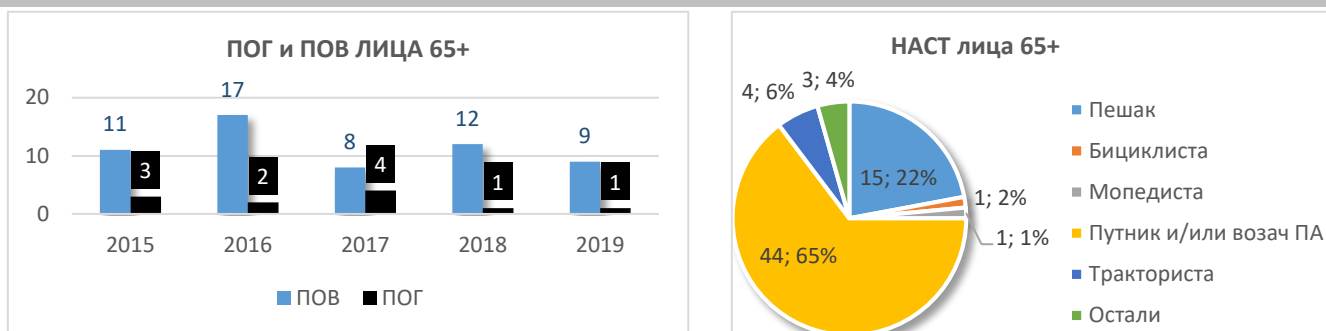 ПОГ и ПОВ ЛИЦА 65+
20
10
0
11
3
17
2
8
4
12
1
9
1
2015 2016 2017 2018 2019
ПОВ ПОГ
НАСТ лица 65+
4; 6%
3; 4%
15; 22%
1; 2%
1; 1%
44; 65%
Пешак
Бициклиста
Мопедиста
Путник и/или возач ПА
Тракториста
Остали